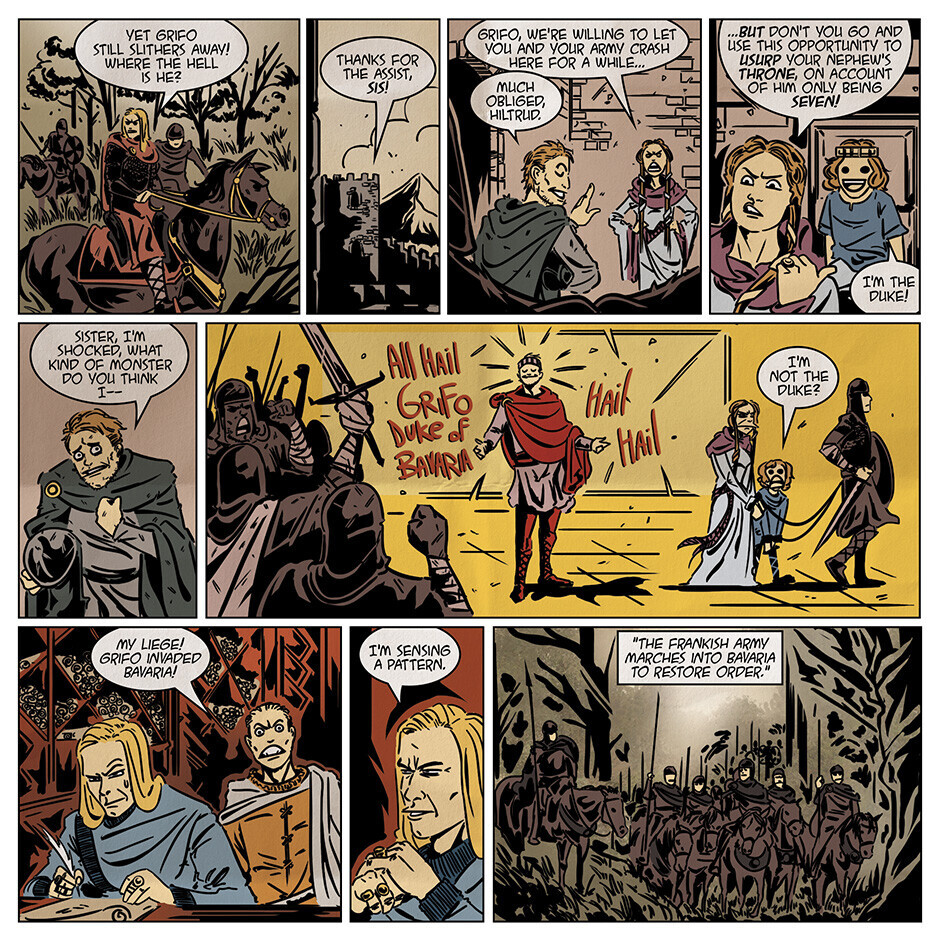 YET GRIFO
STILL SLITHERS AWAY!
WHERE THE HELL
IS HE?
THANKS FOR
THE ASSIST,
SIS!
GRIFO, WE'RE WILLING TO LET
YOU AND YOUR ARMY CRASH
HERE FOR A WHILE...
MUCH
OBLIGED,
HILTRUD.
...BUT DON'T YOU GO AND
USE THIS OPPORTUNITY TO
USURP YOUR NEPHEW'S
THRONE, ON ACCOUNT
OF HIM ONLY BEING
SEVEN!
I'M THE
DUKE!
SISTER, I'M
SHOCKED, WHAT
KIND OF MONSTER
DO YOU THINK
I--
All HAil
GRiFO
DUke of
BAVARIA
HAil
HAil
I'M
NOT THE
DUKE?
MY LIEGE!
GRIFO INVADED
BAVARIA!
I'M SENSING
A PATTERN.
"THE FRANKISH ARMY
MARCHES INTO BAVARIA
TO RESTORE ORDER."